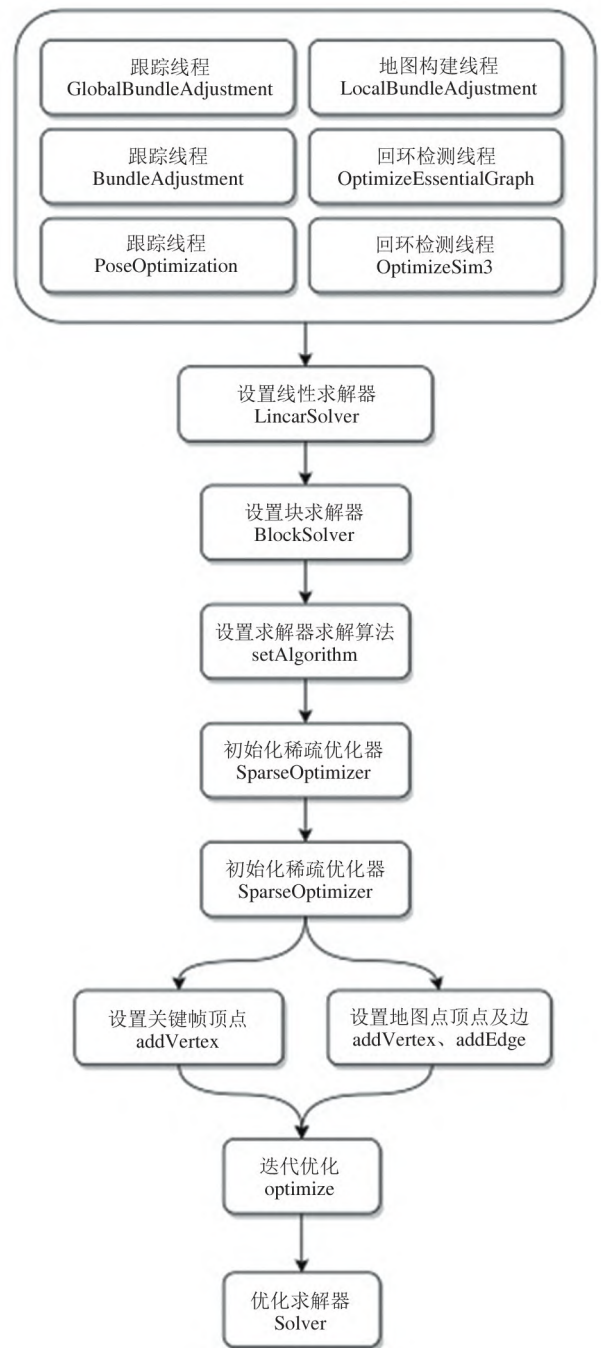 跟踪线程
GlobalBundleAdjustment
地图构建线程
LocalBundleAdjustment
跟踪线程
BundleAdjustment
回环检测线程
OptimizeEssentialGraph
跟踪线程
PoseOptimization
回环检测线程
OptimizeSim3
设置线性求解器
LincarSolver
设置块求解器
BlockSolver
设置求解器求解算法
setAlgorithm
初始化稀疏优化器
SparseOptimizer
初始化稀疏优化器
SparseOptimizer
设置关键帧顶点
addVertex
设置地图点顶点及边
addVertex、addEdge
迭代优化
optimize
优化求解器
Solver